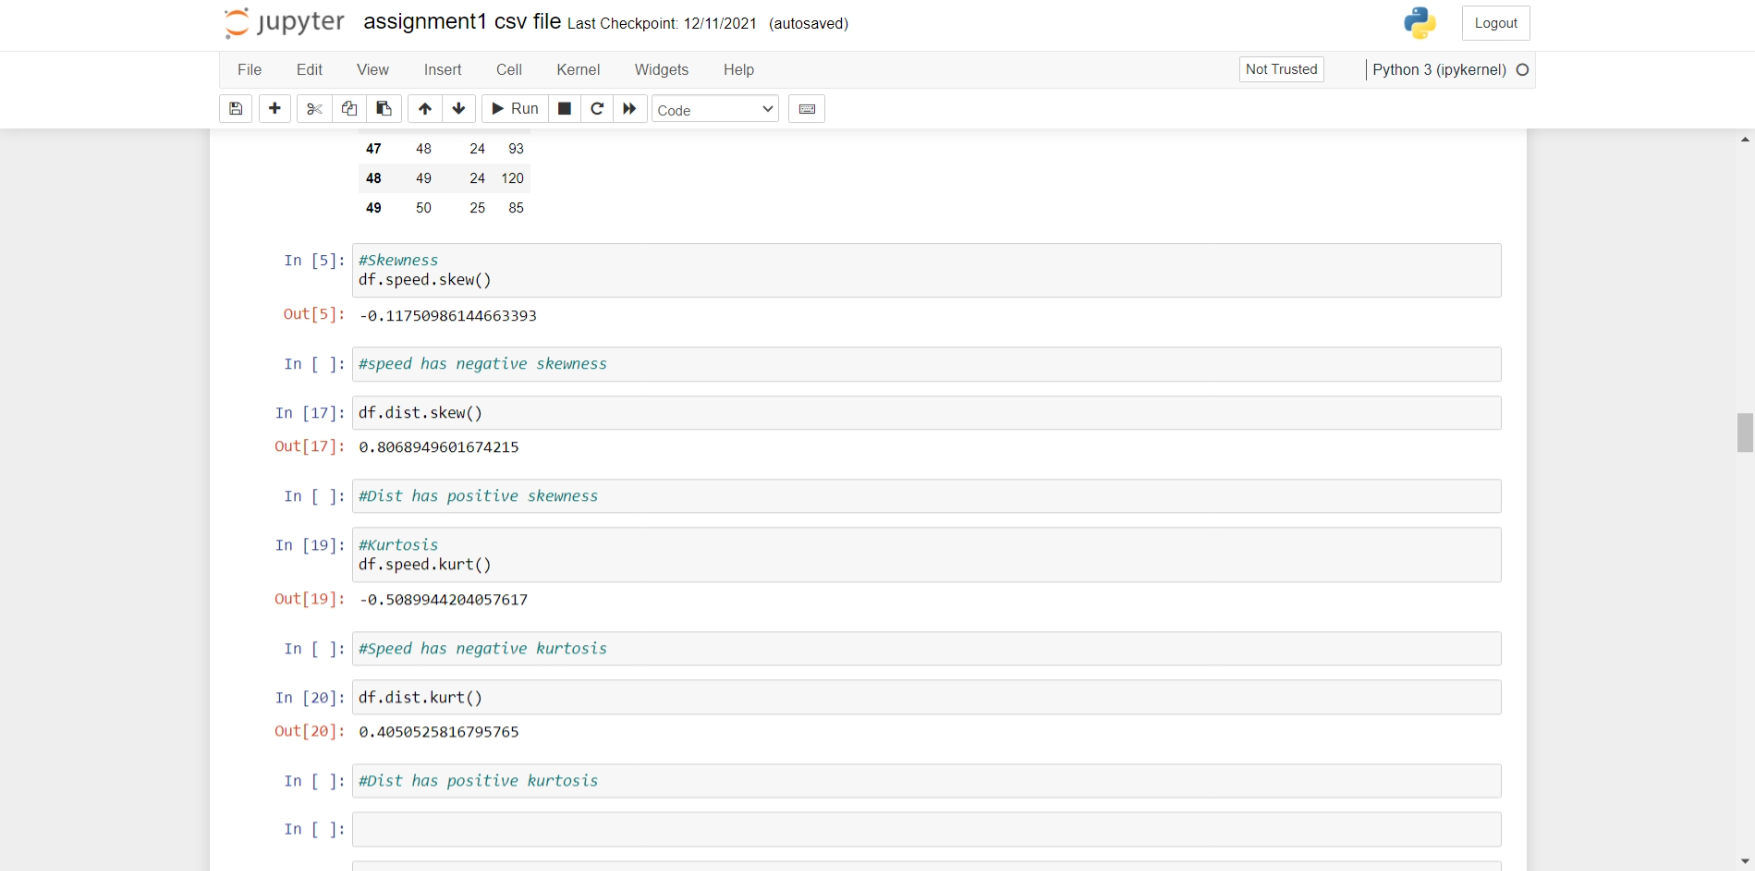 jupyter assignment1 csv file Last Checkpoint: 12/11/2021 (autosaved) Logout
File Edit View Insert Cell Kernel Widgets Help Not Trusted Python 3 (ipykernel)
Run Code
47 48 24 93
48 49 24 120
49 50 25 85
In [5]: #Skewness
df.speed.skew()
Out[5]: -0.11750986144663393
In [ ]: #speed has negative skewness
In [17]: df.dist.skew()
Out[17]: 0.8068949601674215
In [ ]: #Dist has positive skewness
In [19]: #Kurtosis
df.speed.kurt()
Out[19]: -0.5089944204057617
In [ ]: #Speed has negative kurtosis
In [20]: df.dist.kurt()
Out[20]: 0.4050525816795765
In [ ]: #Dist has positive kurtosis
In [ ]: